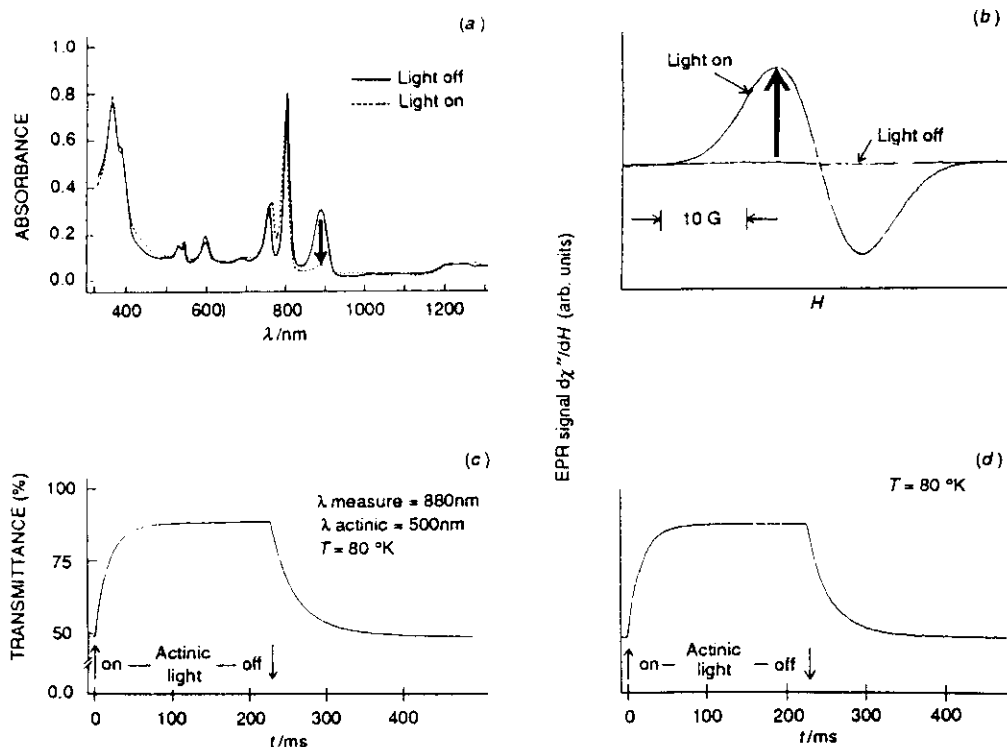 (a)
1.0
0.8
0.6
0.4
0.2
0.0
ABSORBANCE
Light off
Light on
400 600 800 1000 1200
λ/nm
(b)
Light on
Light off
10 G
H
EPR signal dχ″/dH (arb. units)
(c)
TRANSMITTANCE (%)
100
75
50
0.0
λ measure = 880nm
λ actinic = 500nm
T = 80 °K
on Actinic light off
0 100 200 300 400
t/ms
(d)
T = 80 °K
on Actinic light off
0 100 200 300 400
t/ms